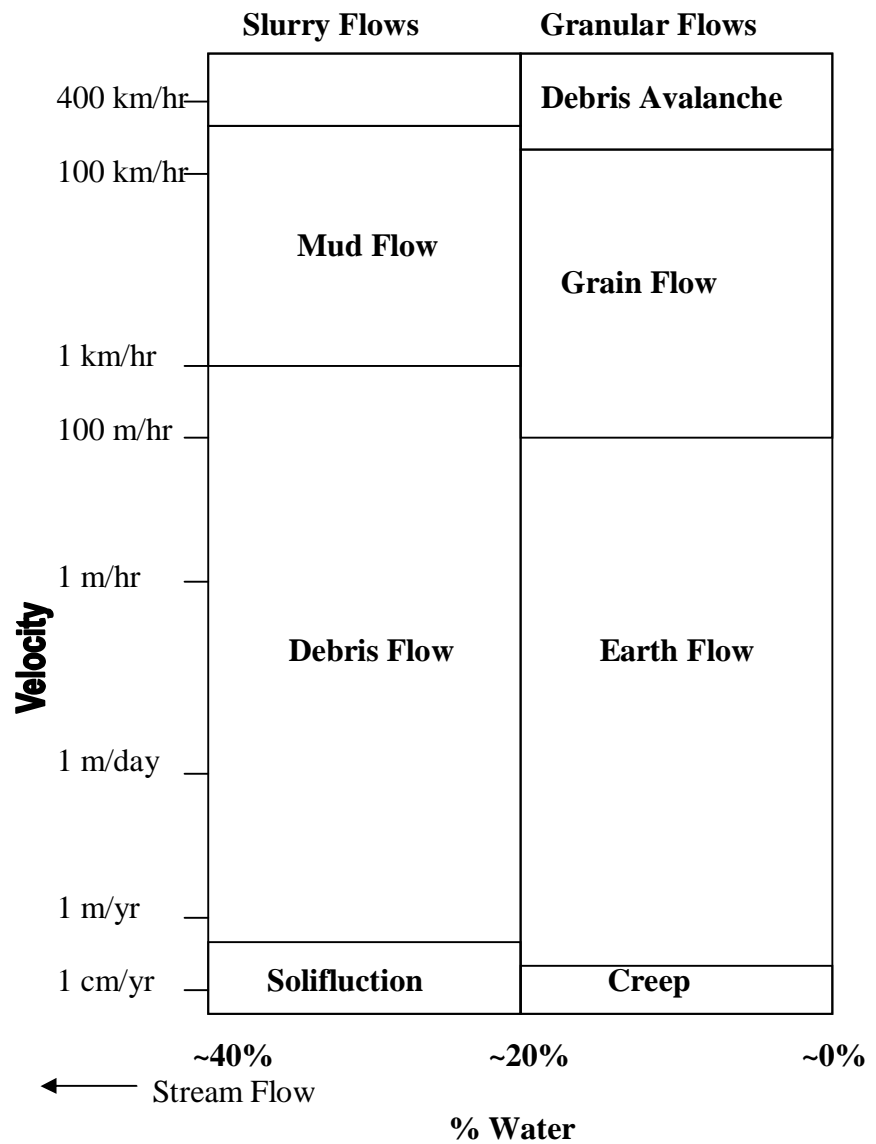 Slurry Flows Granular Flows
400 km/hr
Debris Avalanche
100 km/hr
Mud Flow
Grain Flow
1 km/hr
100 m/hr
1 m/hr
Velocity
Debris Flow
Earth Flow
1 m/day
1 m/yr
1 cm/yr
Solifluction
Creep
~40% ~20% ~0%
Stream Flow
% Water